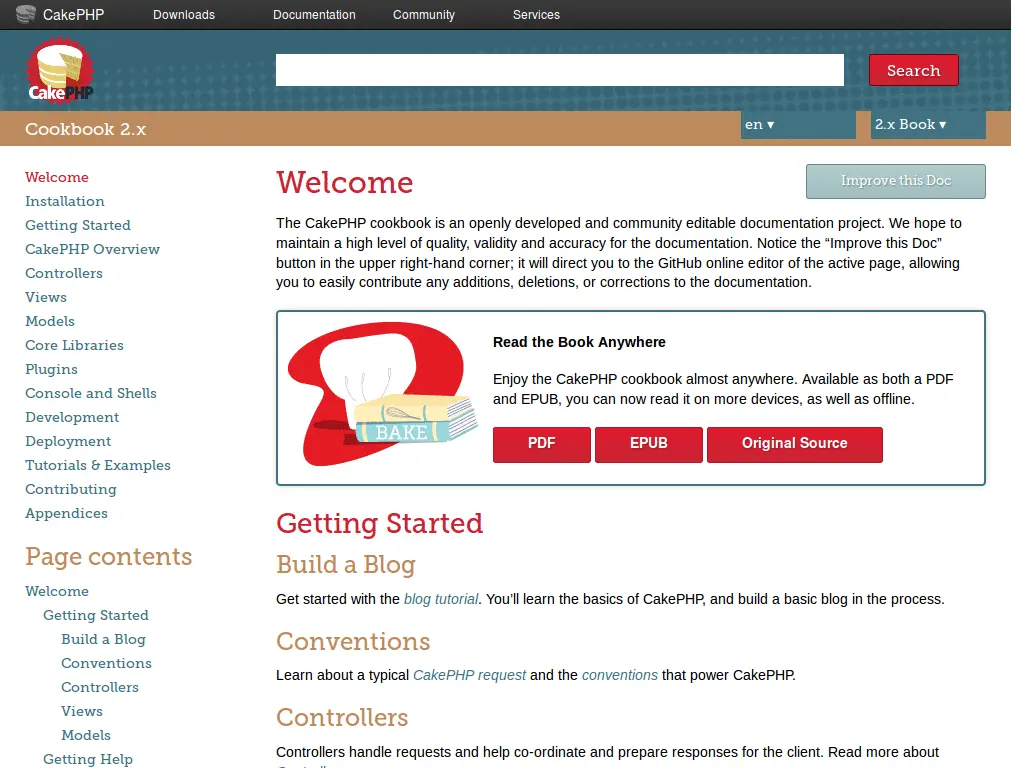 CakePHP
Downloads
Documentation
Community
Services
CakePHP
Search
Cookbook 2.x
en ▾
2.x Book ▾
Welcome
Installation
Getting Started
CakePHP Overview
Controllers
Views
Models
Core Libraries
Plugins
Console and Shells
Development
Deployment
Tutorials & Examples
Contributing
Appendices
Page contents
Welcome
Getting Started
Build a Blog
Conventions
Controllers
Views
Models
Getting Help
Welcome
Improve this Doc
The CakePHP cookbook is an openly developed and community editable documentation project. We hope to
maintain a high level of quality, validity and accuracy for the documentation. Notice the “Improve this Doc”
button in the upper right-hand corner; it will direct you to the GitHub online editor of the active page, allowing
you to easily contribute any additions, deletions, or corrections to the documentation.
BAKE
Read the Book Anywhere
Enjoy the CakePHP cookbook almost anywhere. Available as both a PDF
and EPUB, you can now read it on more devices, as well as offline.
PDF
EPUB
Original Source
Getting Started
Build a Blog
Get started with the blog tutorial. You’ll learn the basics of CakePHP, and build a basic blog in the process.
Conventions
Learn about a typical CakePHP request and the conventions that power CakePHP.
Controllers
Controllers handle requests and help co-ordinate and prepare responses for the client. Read more about